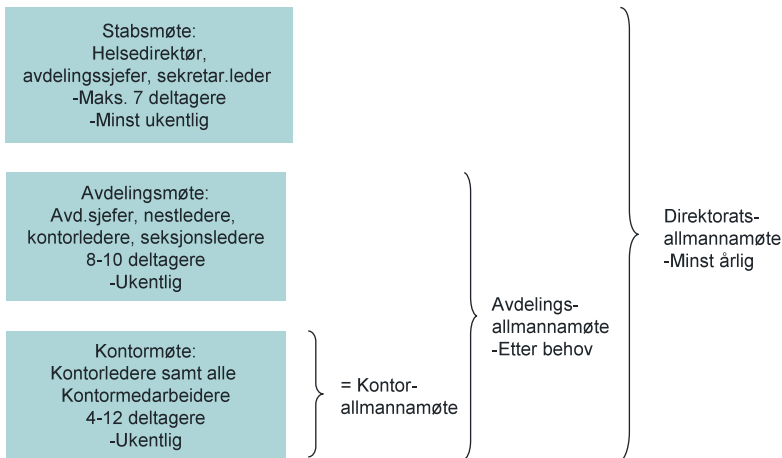 Stabsmøte:
Helsedirektør,
avdelingssjefer, sekretar.leder
-Maks. 7 deltagere
-Minst ukentlig
Avdelingsmøte:
Avd.sjefer, nestledere,
kontorledere, seksjonsledere
8-10 deltagere
-Ukentlig
Kontormøte:
Kontorledere samt alle
Kontormedarbeidere
4-12 deltagere
-Ukentlig
= Kontor-
allmannamøte
Avdelings-
allmannamøte
-Etter behov
Direktorats-
allmannamøte
-Minst årlig